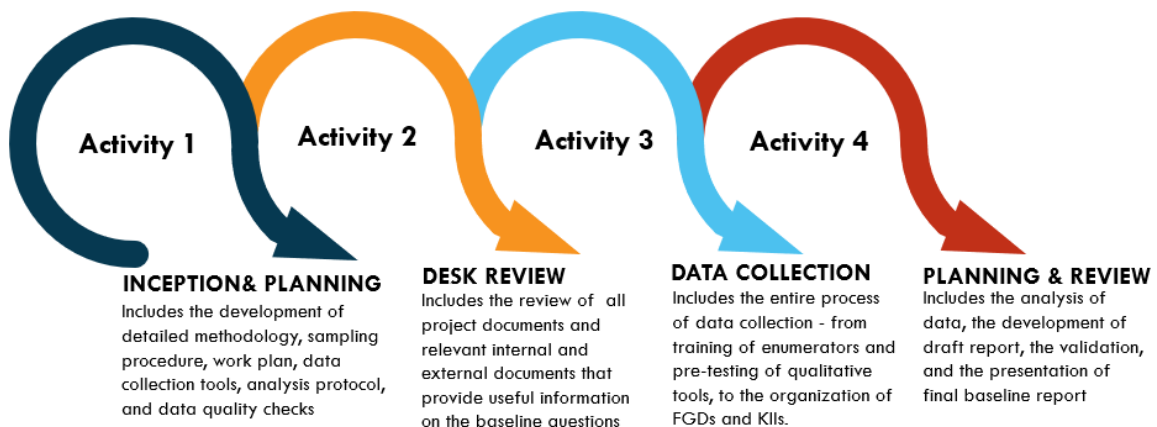 Activity 1
Activity 2
Activity 3
Activity 4
INCEPTION& PLANNING
Includes the development of
detailed methodology, sampling
procedure, work plan, data
collection tools, analysis protocol,
and data quality checks
DESK REVIEW
Includes the review of all
project documents and
relevant internal and
external documents that
provide useful information
on the baseline questions
DATA COLLECTION
Includes the entire process
of data collection - from
training of enumerators and
pre-testing of qualitative
tools, to the organization of
FGDs and KIIs.
PLANNING & REVIEW
Includes the analysis of
data, the development of
draft report, the validation,
and the presentation of
final baseline report